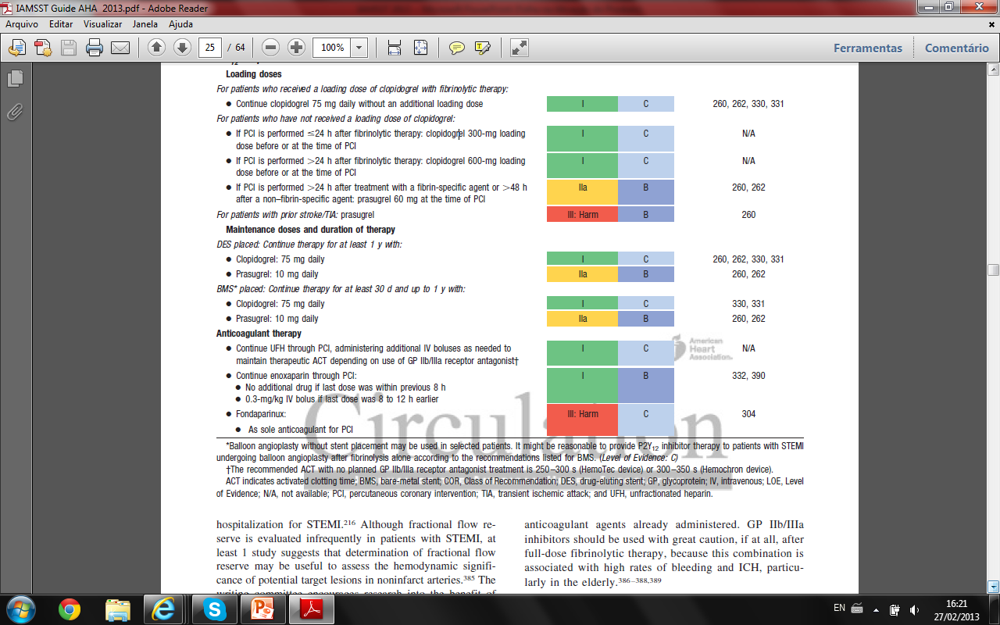 IAMSST Guide AHA 2013.pdf - Adobe Reader
Arquivo Editar Visualizar Janela Ajuda
25 / 64 100% Ferramentas Comentário
Loading doses
For patients who received a loading dose of clopidogrel with fibrinolytic therapy:
● Continue clopidogrel 75 mg daily without an additional loading dose I C 260, 262, 330, 331
For patients who have not received a loading dose of clopidogrel:
● If PCI is performed ≤24 h after fibrinolytic therapy: clopidogrel 300-mg loading I C N/A
dose before or at the time of PCI
● If PCI is performed >24 h after fibrinolytic therapy: clopidogrel 600-mg loading I C N/A
dose before or at the time of PCI
● If PCI is performed >24 h after treatment with a fibrin-specific agent or >48 h IIa B 260, 262
after a non–fibrin-specific agent: prasugrel 60 mg at the time of PCI
For patients with prior stroke/TIA: prasugrel III: Harm B 260
Maintenance doses and duration of therapy
DES placed: Continue therapy for at least 1 y with:
● Clopidogrel: 75 mg daily I C 260, 262, 330, 331
● Prasugrel: 10 mg daily IIa B 260, 262
BMS* placed: Continue therapy for at least 30 d and up to 1 y with:
● Clopidogrel: 75 mg daily I C 330, 331
● Prasugrel: 10 mg daily IIa B 260, 262
Anticoagulant therapy
● Continue UFH through PCI, administering additional IV boluses as needed to I C N/A
maintain therapeutic ACT depending on use of GP IIb/IIIa receptor antagonist†
American
Heart
Association
● Continue enoxaparin through PCI: I B 332, 390
● No additional drug if last dose was within previous 8 h
● 0.3-mg/kg IV bolus if last dose was 8 to 12 h earlier
● Fondaparinux: III: Harm C 304
● As sole anticoagulant for PCI
Circulation
*Balloon angioplasty without stent placement may be used in selected patients. It might be reasonable to provide P2Y12 inhibitor therapy to patients with STEMI
undergoing balloon angioplasty after fibrinolysis alone according to the recommendations listed for BMS. (Level of Evidence: C)
†The recommended ACT with no planned GP IIb/IIIa receptor antagonist treatment is 250–300 s (HemoTec device) or 300–350 s (Hemochron device).
ACT indicates activated clotting time; BMS, bare-metal stent; COR, Class of Recommendation; DES, drug-eluting stent; GP, glycoprotein; IV, intravenous; LOE, Level
of Evidence; N/A, not available; PCI, percutaneous coronary intervention; TIA, transient ischemic attack; and UFH, unfractionated heparin.
hospitalization for STEMI.216 Although fractional flow re-
serve is evaluated infrequently in patients with STEMI, at
least 1 study suggests that determination of fractional flow
reserve may be useful to assess the hemodynamic signifi-
cance of potential target lesions in noninfarct arteries.385 The
writing committee encourages research into the benefit of
anticoagulant agents already administered. GP IIb/IIIa
inhibitors should be used with great caution, if at all, after
full-dose fibrinolytic therapy, because this combination is
associated with high rates of bleeding and ICH, particu-
larly in the elderly.386–388,389
EN 16:21
27/02/2013